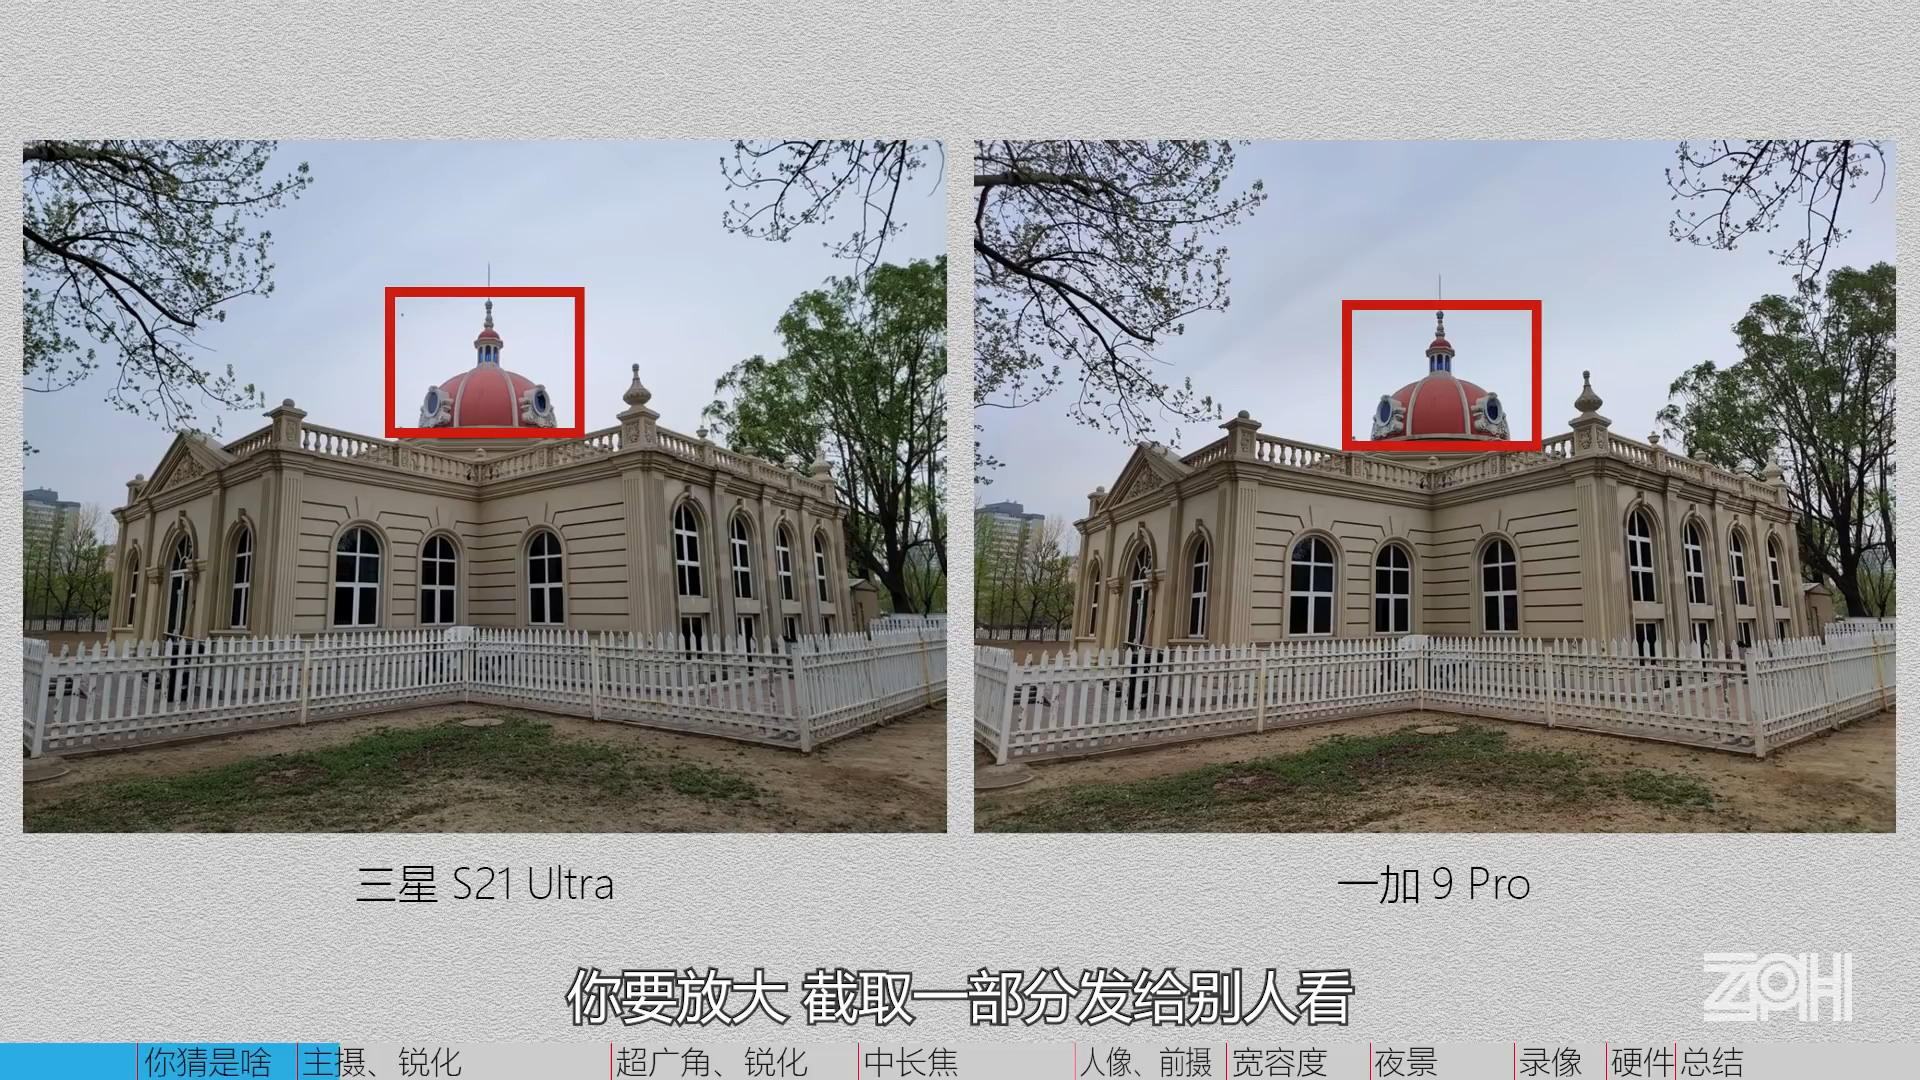 三星 S21 Ultra
一加 9 Pro
你要放大 截取一部分发给别人看
ZPH
你猜是啥 主摄、锐化 超广角、锐化 中长焦 人像、前摄 宽容度 夜景 录像 硬件 总结